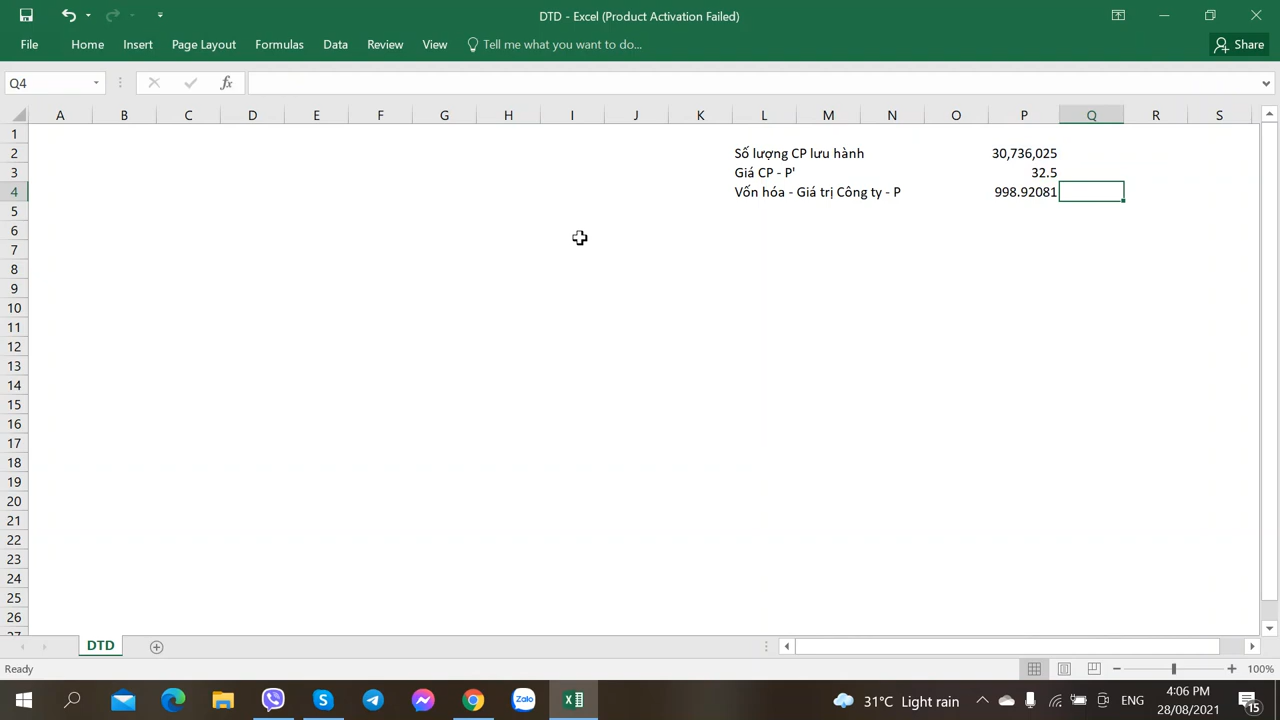 DTD - Excel (Product Activation Failed)
File Home Insert Page Layout Formulas Data Review View Tell me what you want to do... Share
Q4 fx
A B C D E F G H I J K L M N O P Q R S
1
2 Số lượng CP lưu hành 30,736,025
3 Giá CP - P' 32.5
4 Vốn hóa - Giá trị Công ty - P 998.92081
5
6
7
8
9
10
11
12
13
14
15
16
17
18
19
20
21
22
23
24
25
26
27
DTD
Ready 100%
Zalo 31°C Light rain ENG 4:06 PM 15
28/08/2021